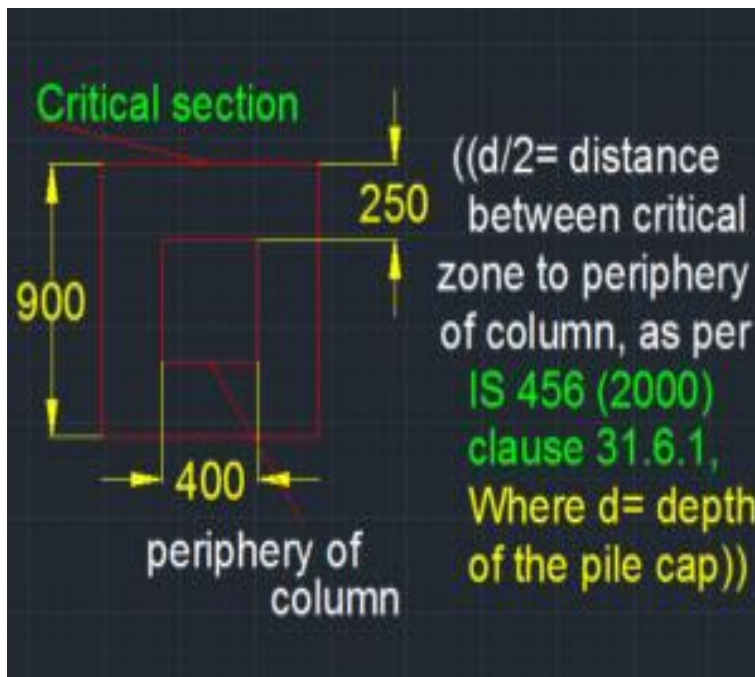 Critical section
250
900
400
periphery of
column
((d/2= distance
between critical
zone to periphery
of column, as per
IS 456 (2000)
clause 31.6.1,
Where d= depth
of the pile cap))